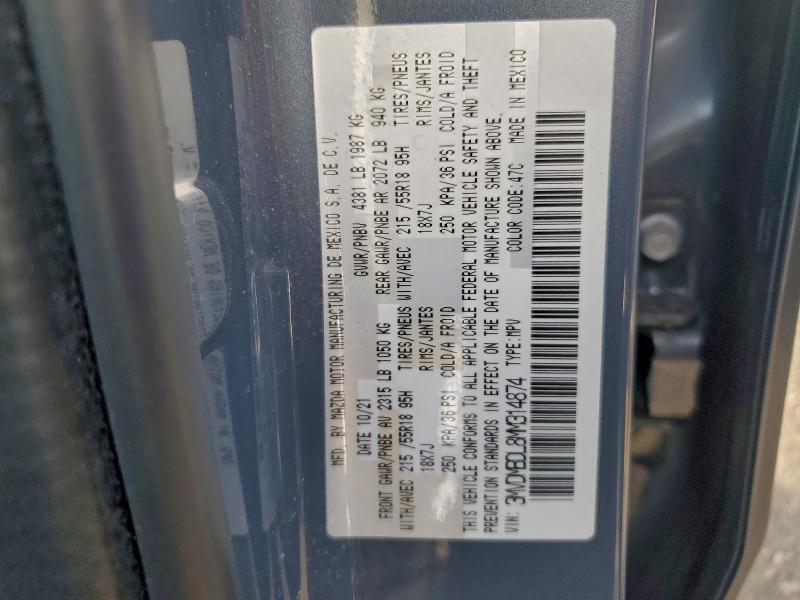 MFD. BY MAZDA MOTOR MANUFACTURING DE MEXICO S.A. DE C.V.
DATE 10/21 GVWR/PNBV 4381 LB 1987 KG
FRONT GAWR/PNBE AV 2315 LB 1050 KG REAR GAWR/PNBE AR 2072 LB 940 KG
WITH/AVEC 215 /55R18 95H TIRES/PNEUS WITH/AVEC 215 /55R18 95H TIRES/PNEUS
18X7J RIMS/JANTES 18X7J RIMS/JANTES
250 KPA/36 PSI COLD/A FROID 250 KPA/36 PSI COLD/A FROID
THIS VEHICLE CONFORMS TO ALL APPLICABLE FEDERAL MOTOR VEHICLE SAFETY AND THEFT
PREVENTION STANDARDS IN EFFECT ON THE DATE OF MANUFACTURE SHOWN ABOVE.
VIN: 3MVDMBDL8MM314874 TYPE:MPV COLOR CODE:47C MADE IN MEXICO